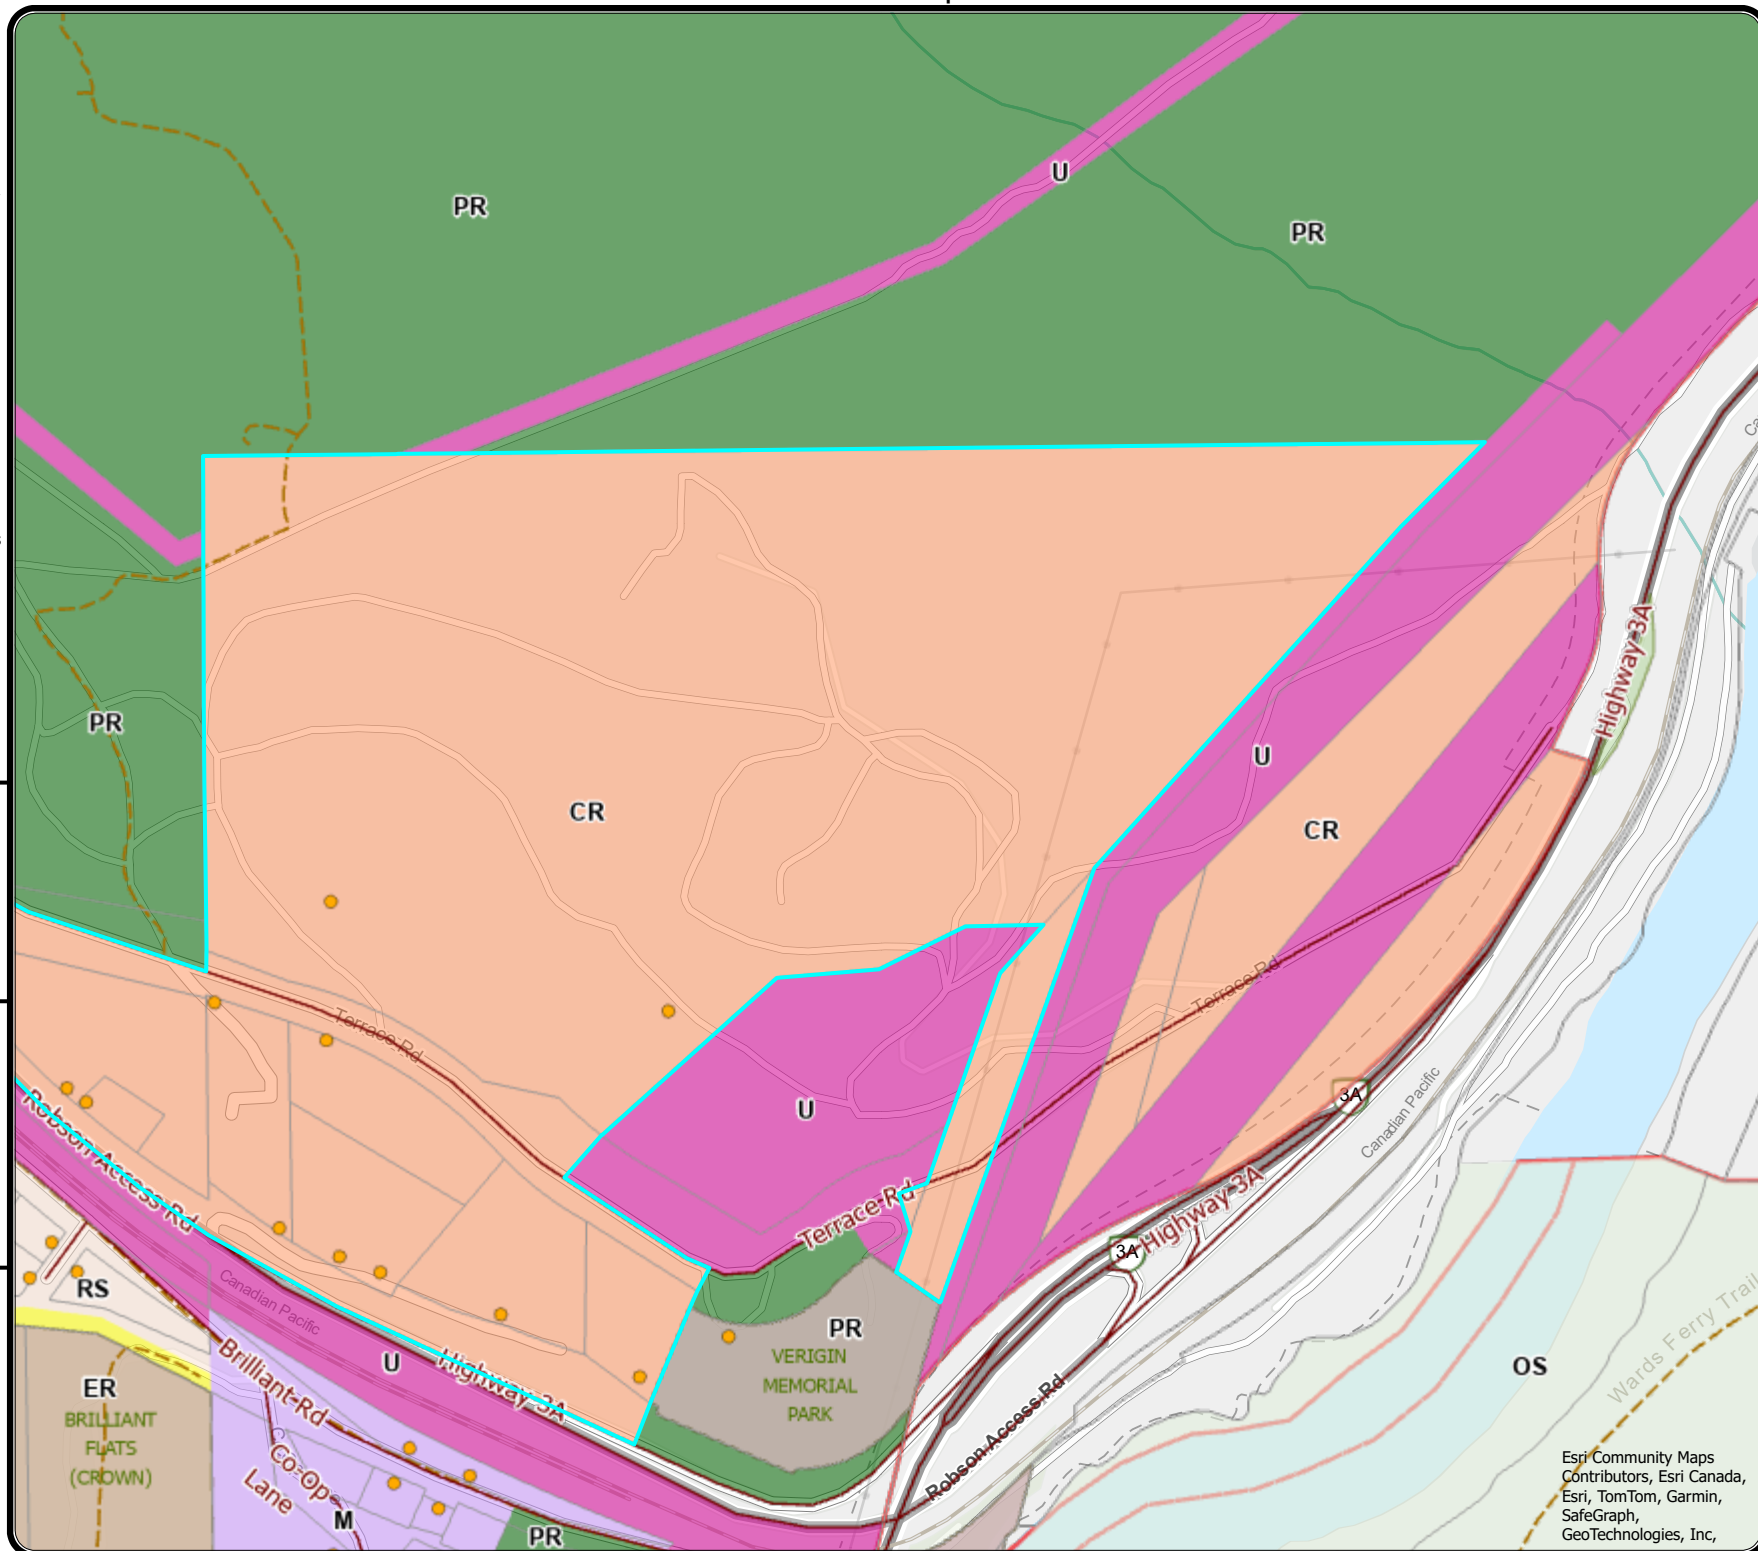 U
PR
PR
PR
U
CR
CR
Highway 3A
Terrace Rd
Terrace Rd
3A
Canadian Pacific
Robson Access Rd
U
Terrace Rd
Highway 3A
3A
RS
Canadian Pacific
U
Highway 3A
PR
VERIGIN
MEMORIAL
PARK
OS
Wards Ferry Trail
Brilliant Rd
ER
BRILLIANT
FLATS
(CROWN)
Co-Op
Lane
M
PR
Robson Access Rd
Esri Community Maps
Contributors, Esri Canada,
Esri, TomTom, Garmin,
SafeGraph,
GeoTechnologies, Inc,